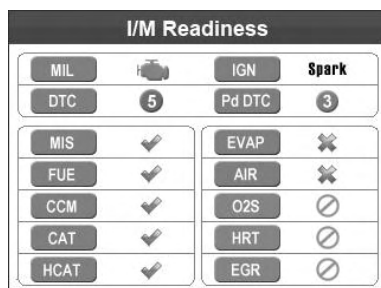 I/M Readiness
MIL IGN Spark
DTC 5 Pd DTC 3
MIS EVAP
FUE AIR
CCM O2S
CAT HRT
HCAT EGR